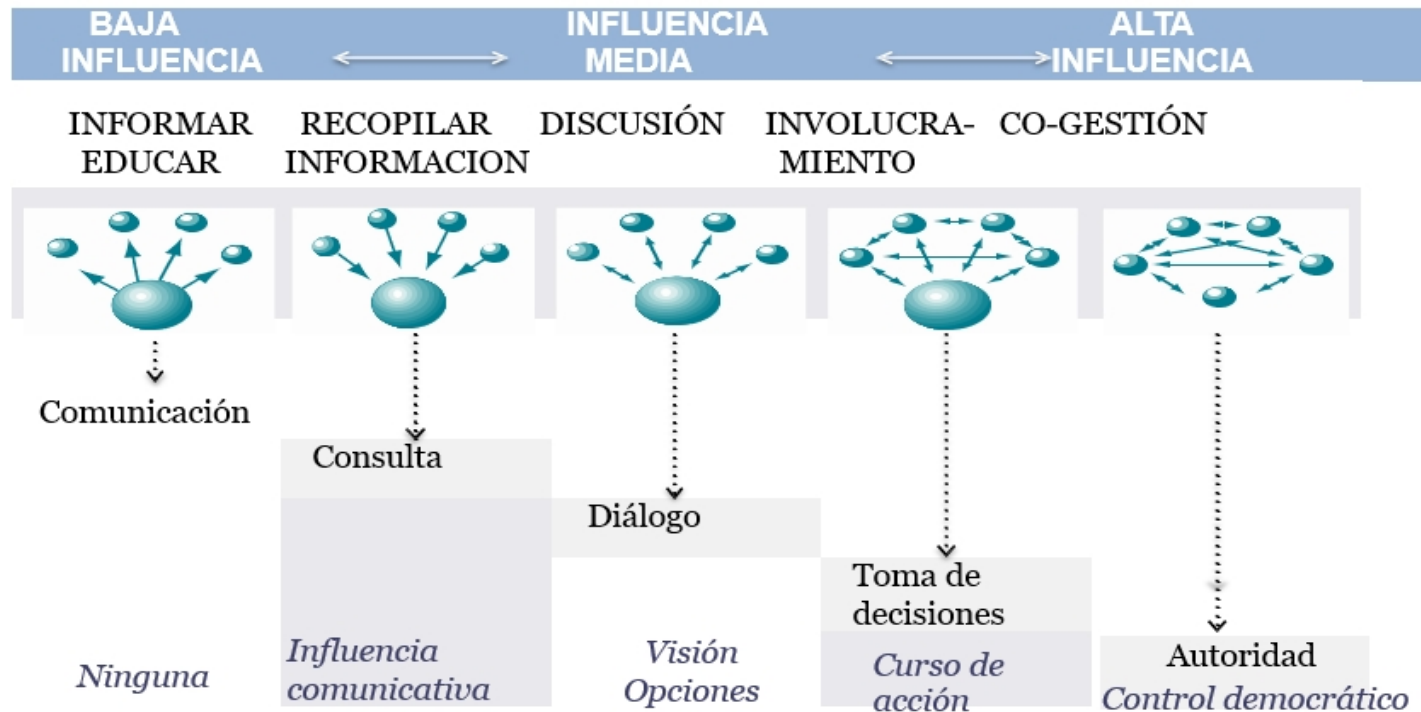 BAJA INFLUENCIA
INFLUENCIA MEDIA
ALTA INFLUENCIA
INFORMAR EDUCAR
RECOPILAR INFORMACION
DISCUSIÓN
INVOLUCRA-
MIENTO
CO-GESTIÓN
Comunicación
Consulta
Diálogo
Toma de
decisiones
Autoridad
Ninguna
Influencia
comunicativa
Visión
Opciones
Curso de
acción
Control democrático